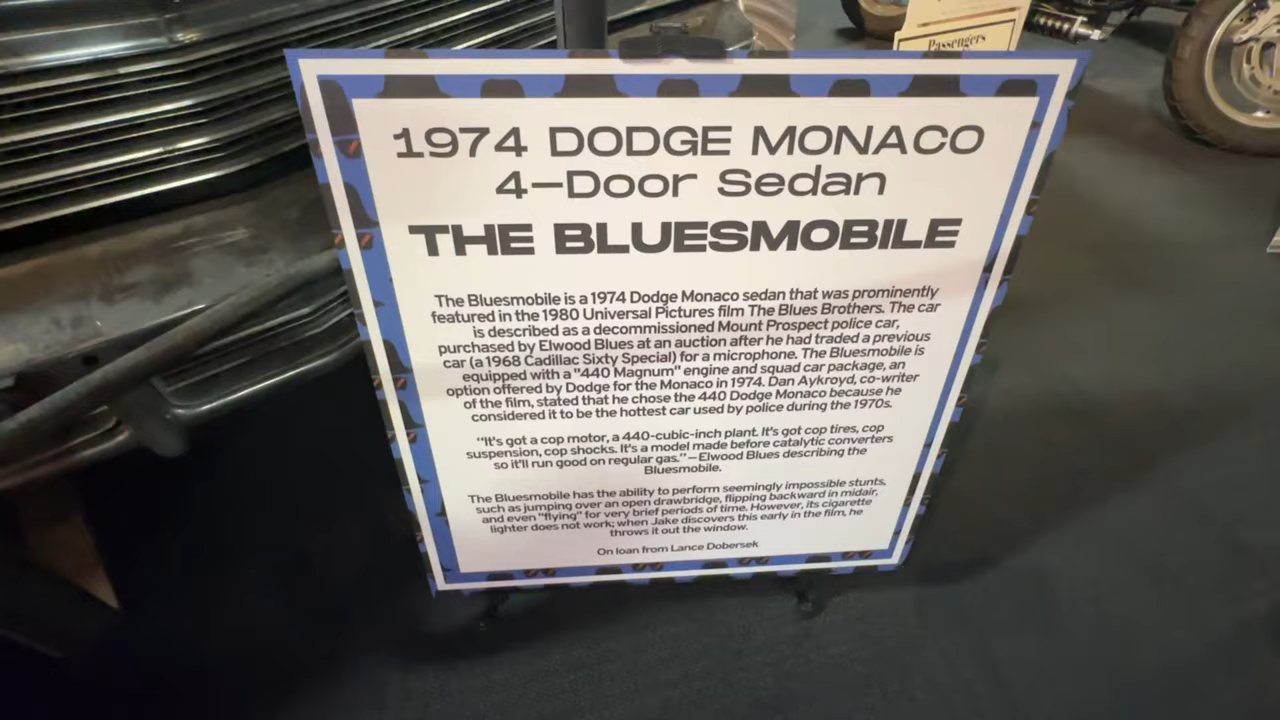 Passengers
1974 DODGE MONACO
4-Door Sedan
THE BLUESMOBILE
The Bluesmobile is a 1974 Dodge Monaco sedan that was prominently
featured in the 1980 Universal Pictures film The Blues Brothers. The car
is described as a decommissioned Mount Prospect police car,
purchased by Elwood Blues at an auction after he had traded a previous
car (a 1968 Cadillac Sixty Special) for a microphone. The Bluesmobile is
equipped with a "440 Magnum" engine and squad car package, an
option offered by Dodge for the Monaco in 1974. Dan Aykroyd, co-writer
of the film, stated that he chose the 440 Dodge Monaco because he
considered it to be the hottest car used by police during the 1970s.
"It's got a cop motor, a 440-cubic-inch plant. It's got cop tires, cop
suspension, cop shocks. It's a model made before catalytic converters
so it'll run good on regular gas."—Elwood Blues describing the
Bluesmobile.
The Bluesmobile has the ability to perform seemingly impossible stunts,
such as jumping over an open drawbridge, flipping backward in midair,
and even "flying" for very brief periods of time. However, its cigarette
lighter does not work; when Jake discovers this early in the film, he
throws it out the window.
On loan from Lance Dobersek